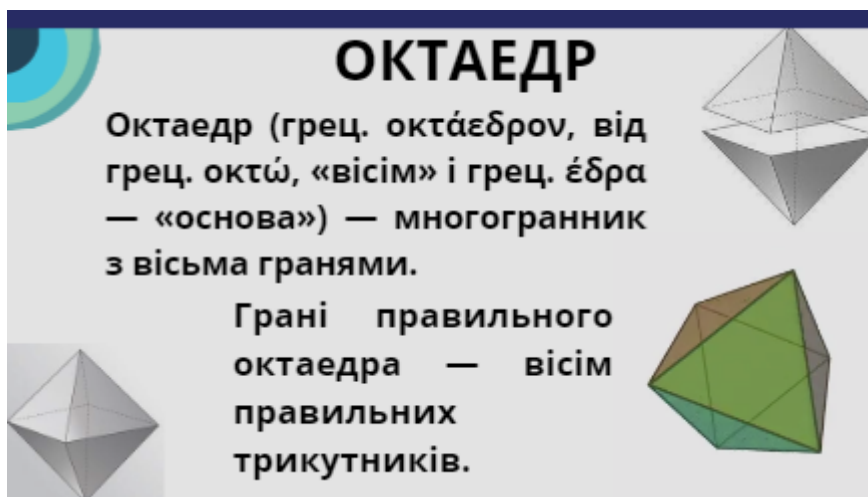 ОКТАЕДР
Октаедр (грец. οκτάεδρον, від
грец. οκτώ, «вісім» і грец. έδρα
— «основа») — многогранник
з вісьма гранями.
Грані правильного
октаедра — вісім
правильних
трикутників.